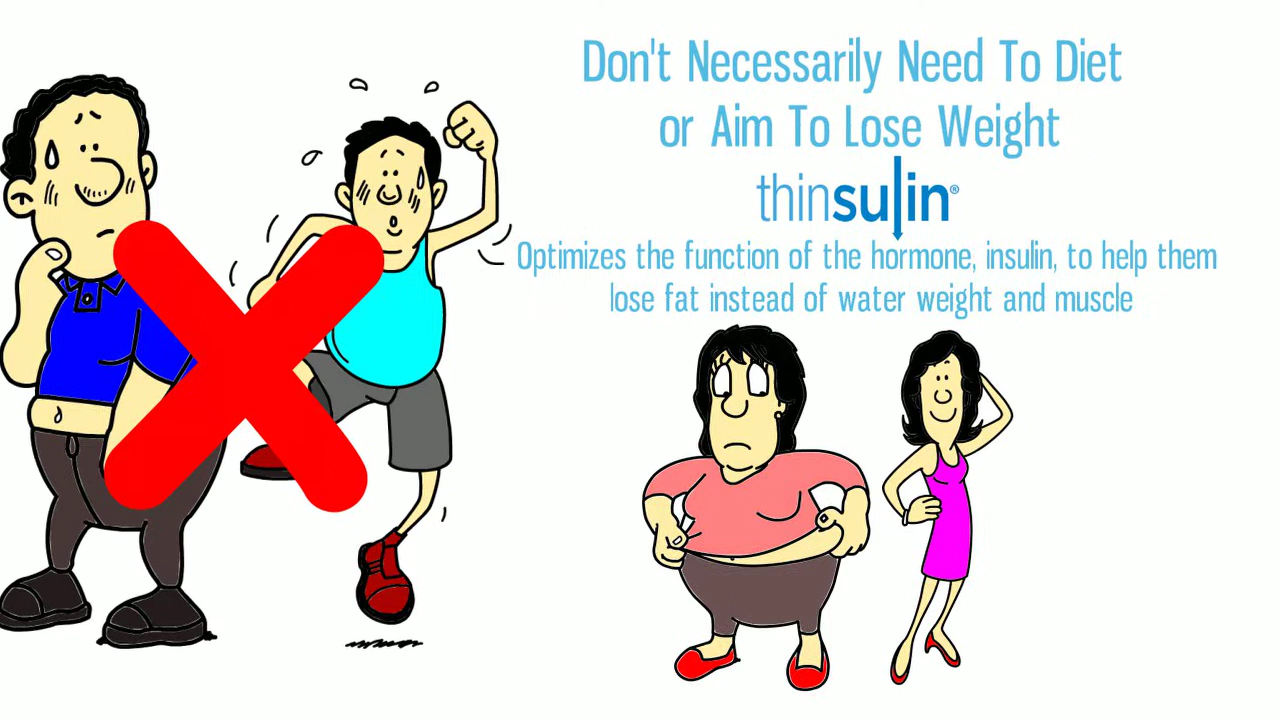 Don't Necessarily Need To Diet
or Aim To Lose Weight
thinsulin®
Optimizes the function of the hormone, insulin, to help them
lose fat instead of water weight and muscle